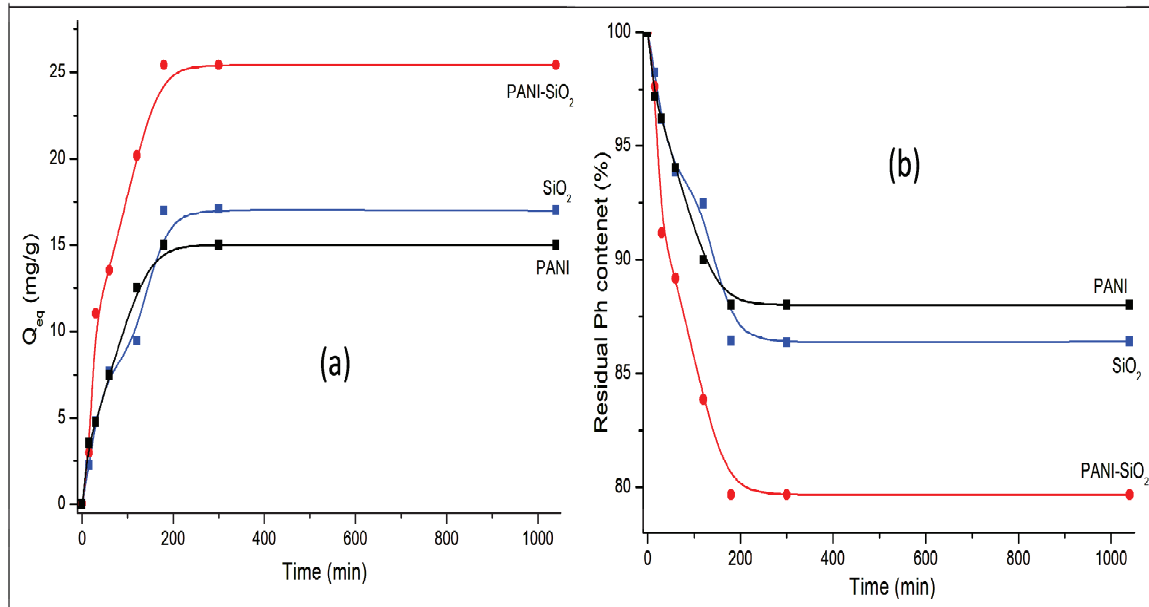 Q_eq (mg/g)
25
20
15
10
5
0
PANI-SiO₂
SiO₂
PANI
(a)
0
200
400
600
800
1000
Time (min)
Residual Ph contenet (%)
100
95
90
85
80
(b)
PANI
SiO₂
PANI-SiO₂
0
200
400
600
800
1000
Time (min)